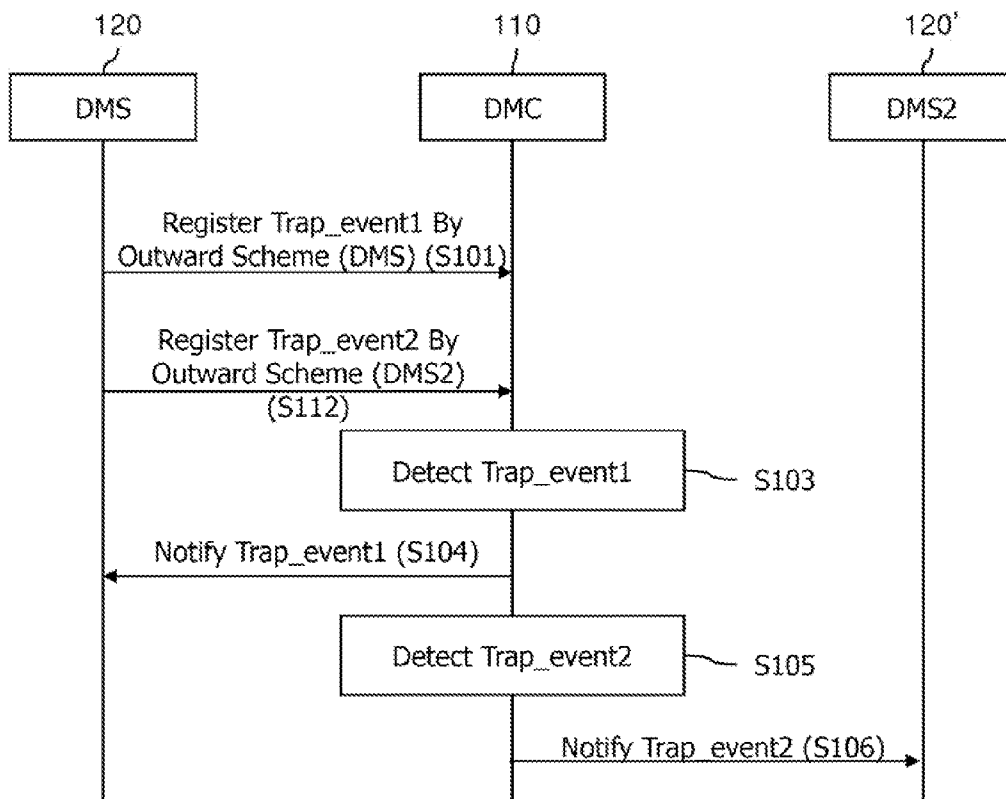 120
110
120'
DMS
DMC
DMS2
Register Trap_event1 By
Outward Scheme (DMS) (S101)
Register Trap_event2 By
Outward Scheme (DMS2)
(S112)
Detect Trap_event1
S103
Notify Trap_event1 (S104)
Detect Trap_event2
S105
Notify Trap_event2 (S106)